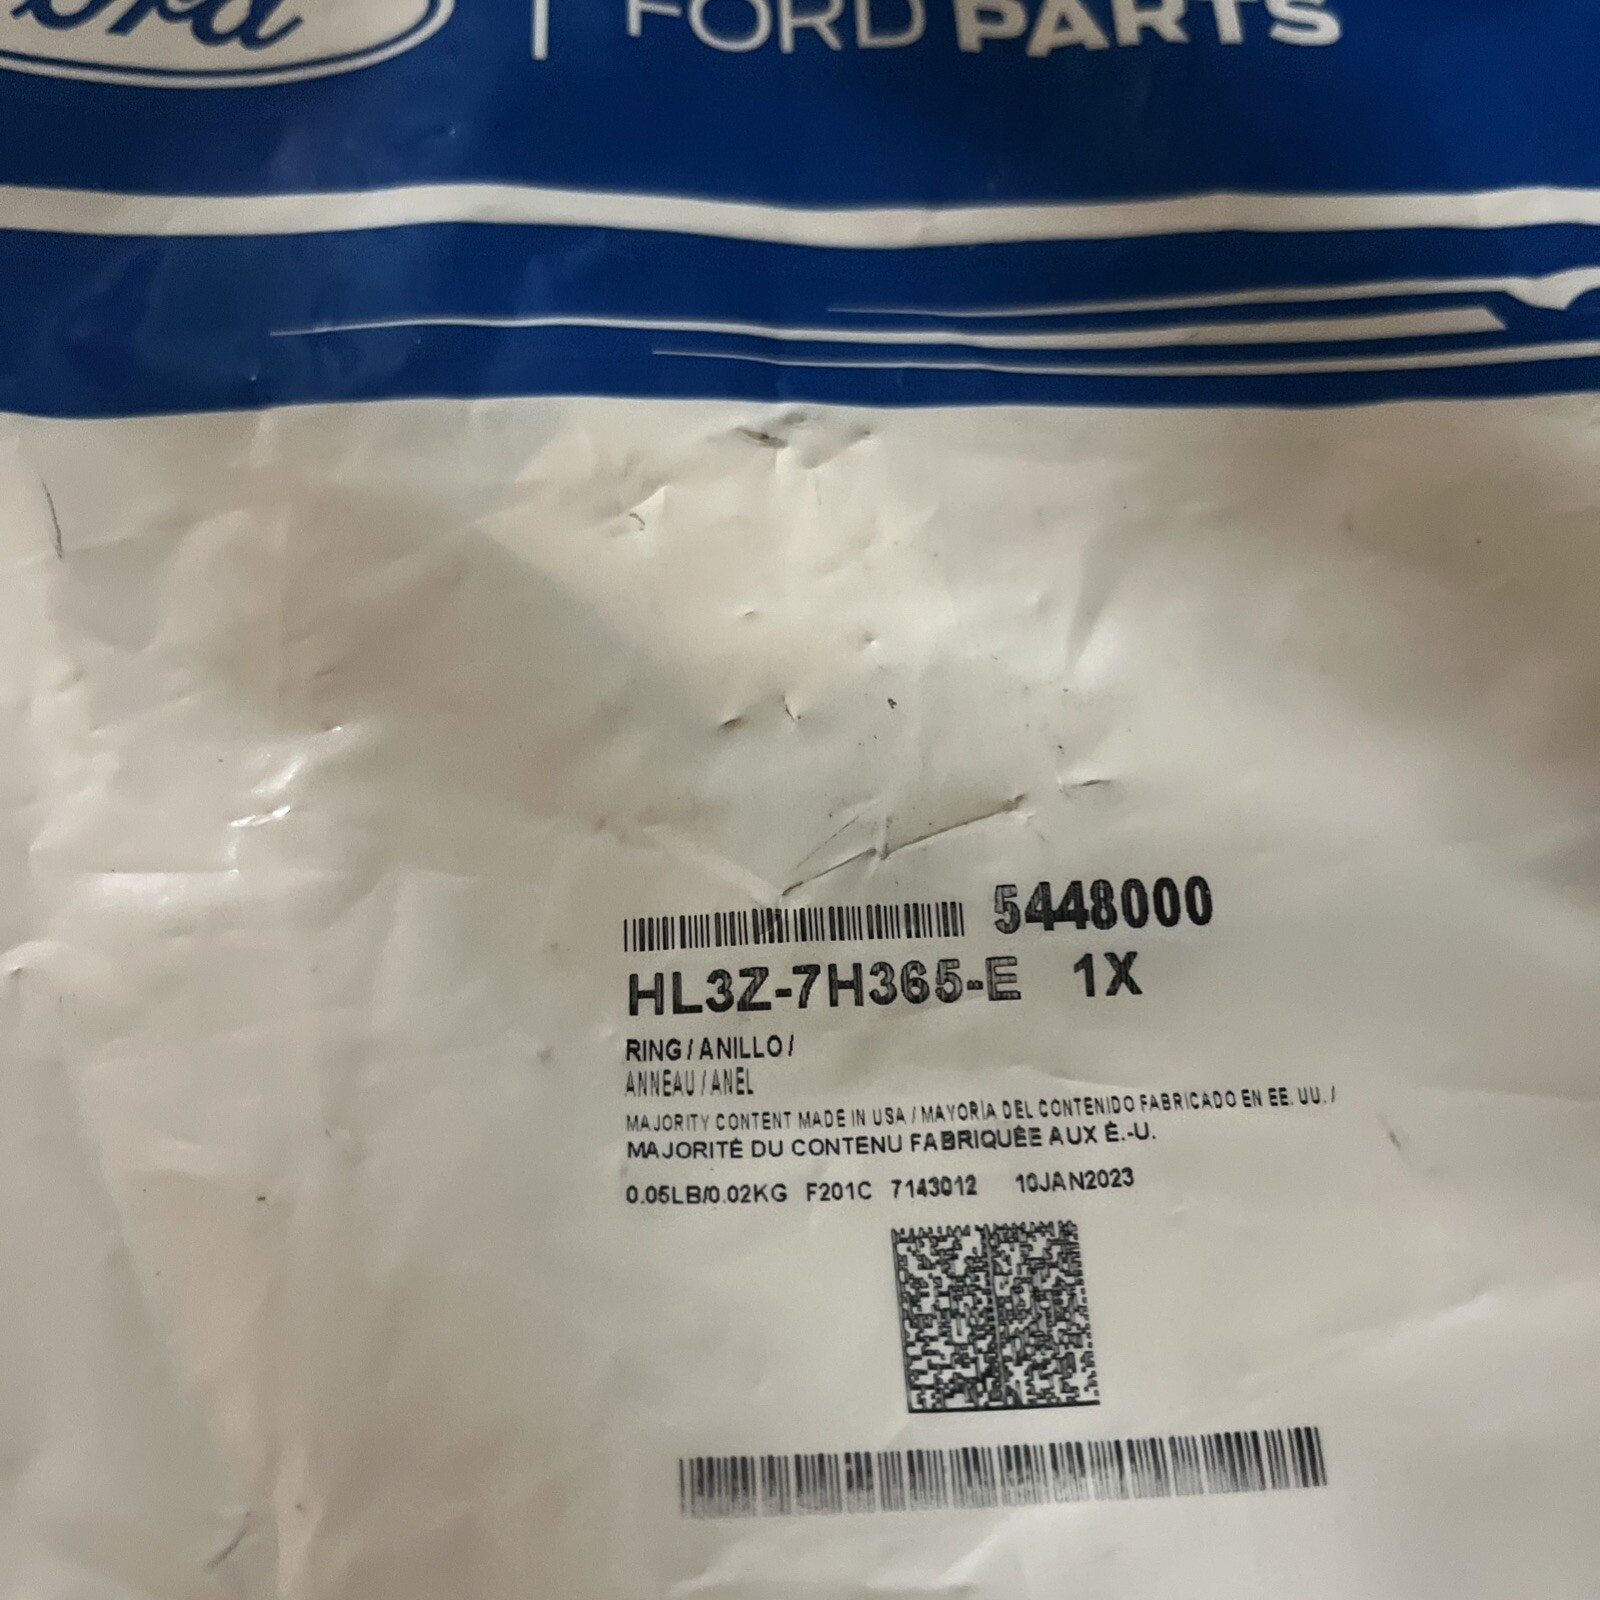 Ford | FORD PARTS
5448000
HL3Z-7H365-E 1X
RING / ANILLO /
ANNEAU / ANEL
MAJORITY CONTENT MADE IN USA / MAYORÍA DEL CONTENIDO FABRICADO EN EE. UU. /
MAJORITÉ DU CONTENU FABRIQUÉE AUX É.-U.
0.05LB/0.02KG F201C 7143012 10JAN2023